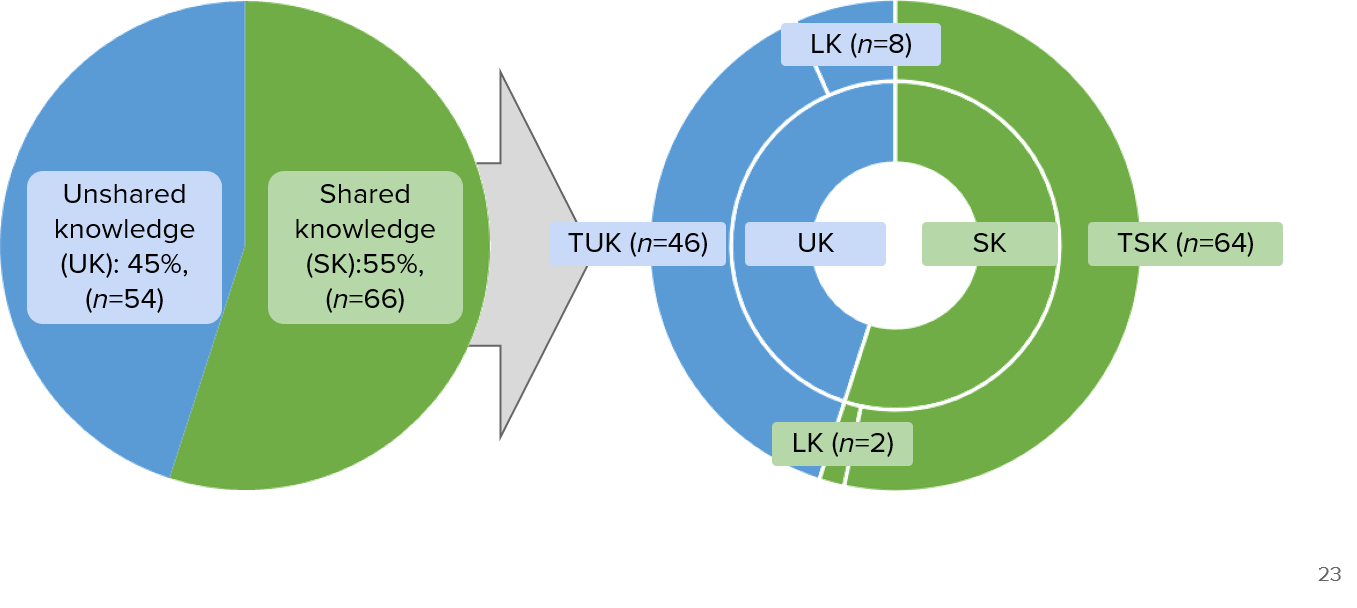 Unshared
knowledge
(UK): 45%,
(n=54)
Shared
knowledge
(SK):55%,
(n=66)
LK (n=8)
TUK (n=46)
UK
SK
TSK (n=64)
LK (n=2)
23